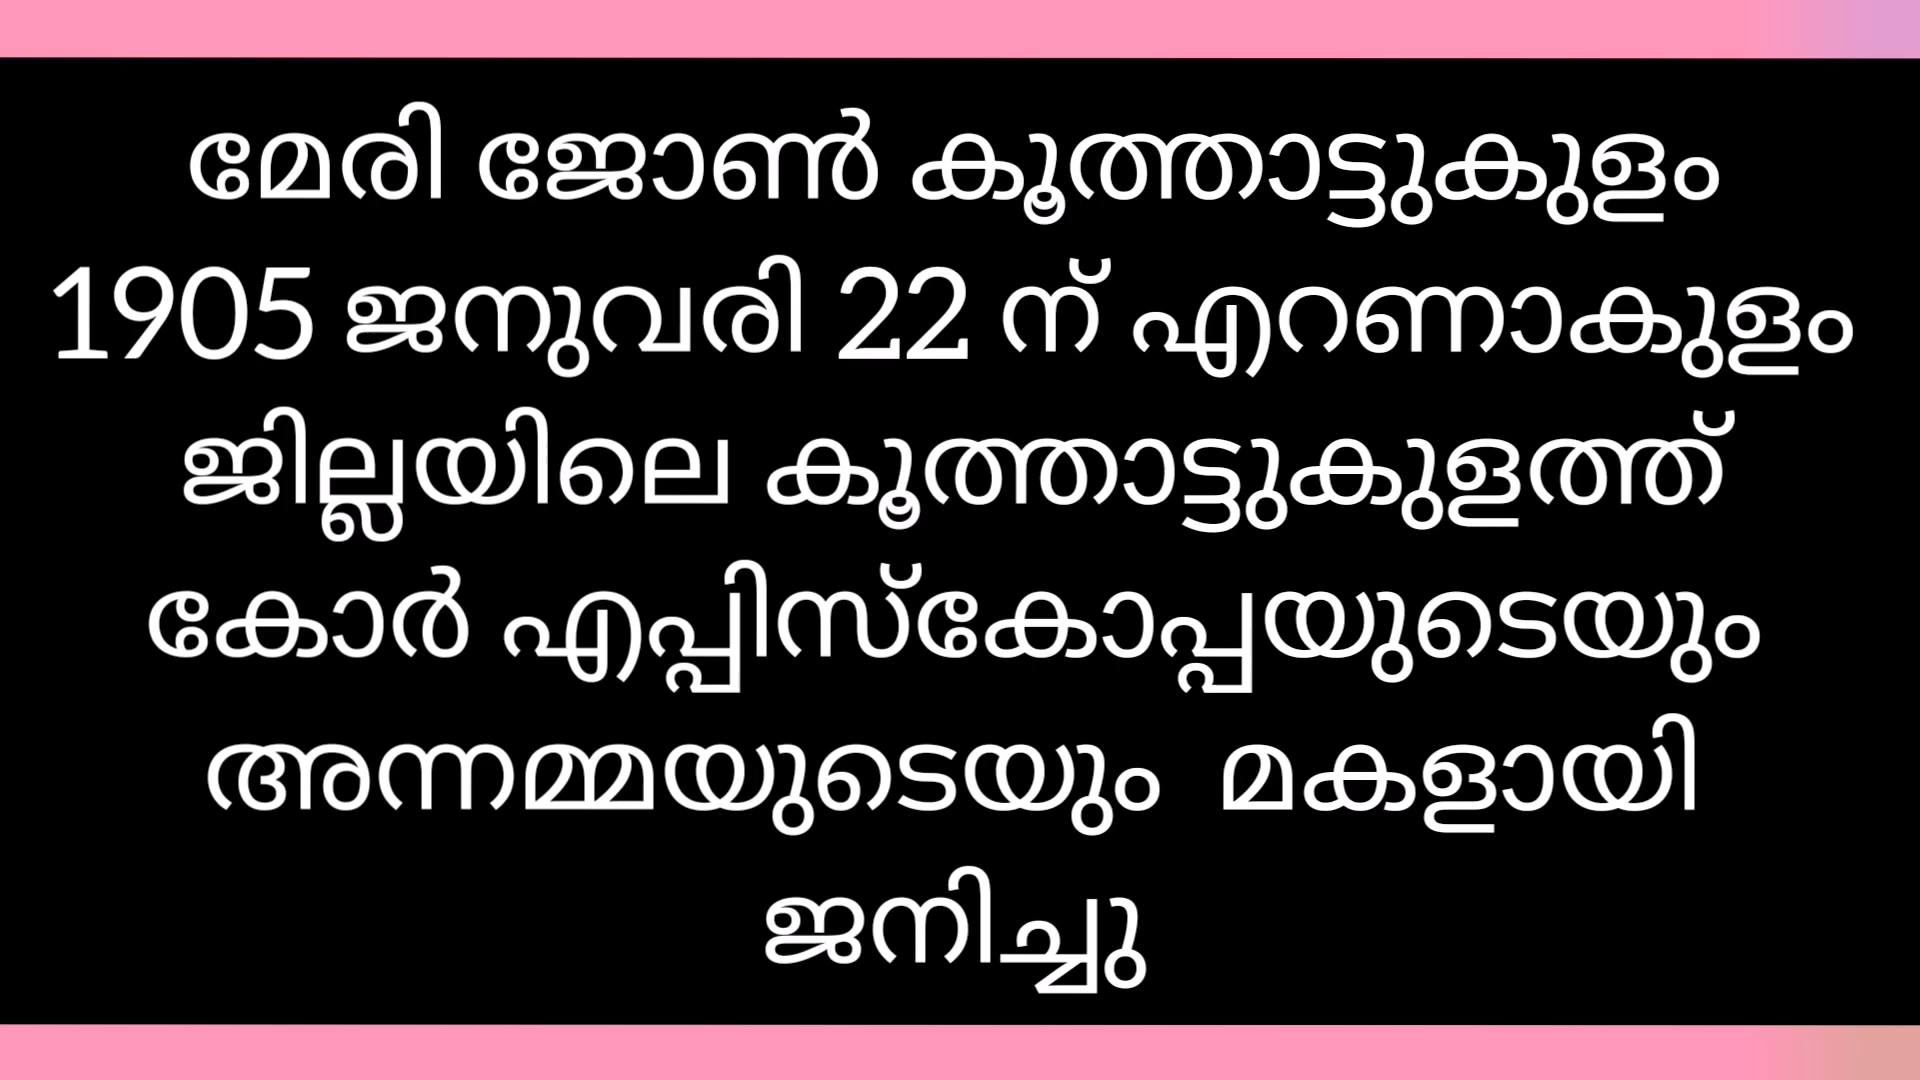 മേരി ജോൺ കൂത്താട്ടുകുളം
1905 ജനുവരി 22 ന് എറണാകുളം
ജില്ലയിലെ കൂത്താട്ടുകുളത്ത്
കോർ എപ്പിസ്കോപ്പയുടെയും
അന്നമ്മയുടെയും മകളായി
ജനിച്ചു